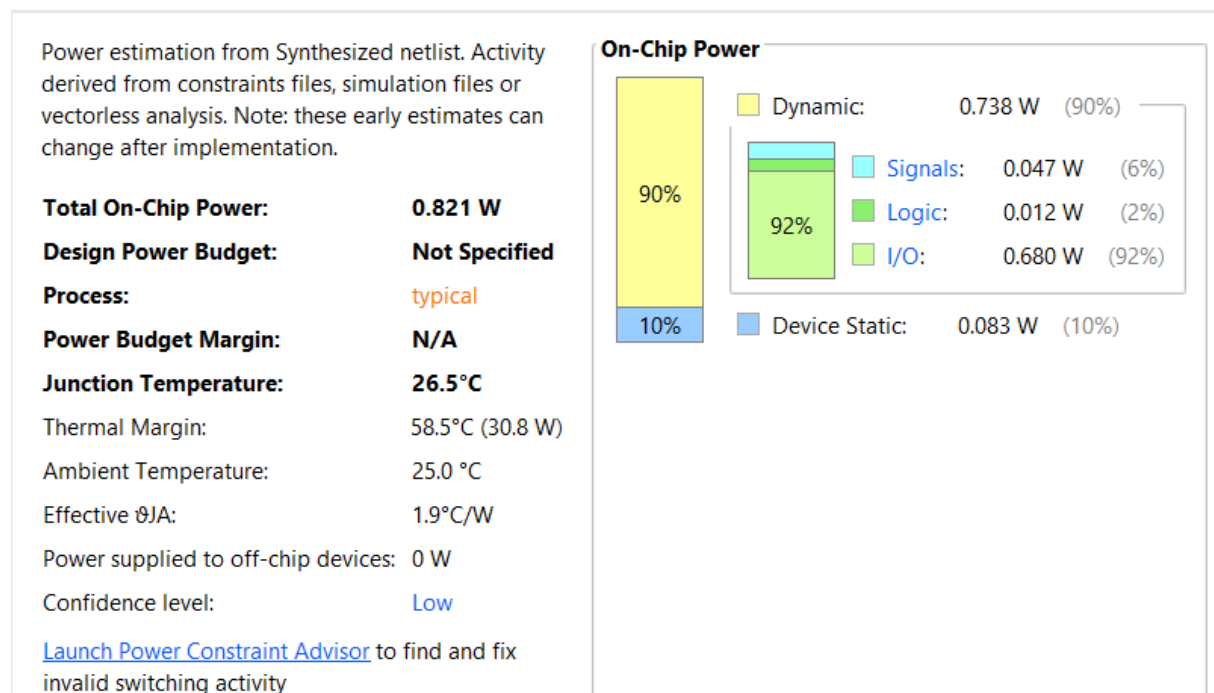 Power estimation from Synthesized netlist. Activity
derived from constraints files, simulation files or
vectorless analysis. Note: these early estimates can
change after implementation.
Total On-Chip Power: 0.821 W
Design Power Budget: Not Specified
Process: typical
Power Budget Margin: N/A
Junction Temperature: 26.5°C
Thermal Margin: 58.5°C (30.8 W)
Ambient Temperature: 25.0 °C
Effective ϑJA: 1.9°C/W
Power supplied to off-chip devices: 0 W
Confidence level: Low
Launch Power Constraint Advisor to find and fix
invalid switching activity
On-Chip Power
90%
10%
Dynamic: 0.738 W (90%)
92%
Signals: 0.047 W (6%)
Logic: 0.012 W (2%)
I/O: 0.680 W (92%)
Device Static: 0.083 W (10%)